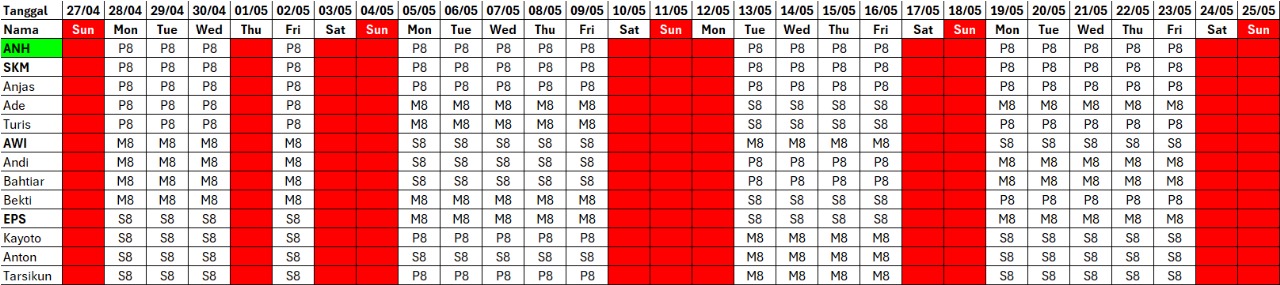 Tanggal 27/04 28/04 29/04 30/04 01/05 02/05 03/05 04/05 05/05 06/05 07/05 08/05 09/05 10/05 11/05 12/05 13/05 14/05 15/05 16/05 17/05 18/05 19/05 20/05 21/05 22/05 23/05 24/05 25/05
Nama Sun Mon Tue Wed Thu Fri Sat Sun Mon Tue Wed Thu Fri Sat Sun Mon Tue Wed Thu Fri Sat Sun Mon Tue Wed Thu Fri Sat Sun
ANH P8 P8 P8 P8 P8 P8 P8 P8 P8 P8 P8 P8 P8 P8 P8 P8 P8 P8
SKM P8 P8 P8 P8 P8 P8 P8 P8 P8 P8 P8 P8 P8 P8 P8 P8 P8 P8
Anjas P8 P8 P8 P8 P8 P8 P8 P8 P8 P8 P8 P8 P8 P8 P8 P8 P8 P8
Ade P8 P8 P8 P8 M8 M8 M8 M8 M8 S8 S8 S8 S8 M8 M8 M8 M8 M8
Turis P8 P8 P8 P8 M8 M8 M8 M8 M8 S8 S8 S8 S8 P8 P8 P8 P8 P8
AWI M8 M8 M8 M8 S8 S8 S8 S8 S8 M8 M8 M8 M8 S8 S8 S8 S8 S8
Andi M8 M8 M8 M8 S8 S8 S8 S8 S8 P8 P8 P8 P8 M8 M8 M8 M8 M8
Bahtiar M8 M8 M8 M8 S8 S8 S8 S8 S8 P8 P8 P8 P8 M8 M8 M8 M8 M8
Bekti M8 M8 M8 M8 S8 S8 S8 S8 S8 P8 P8 P8 P8 P8 P8 P8 P8 P8
EPS S8 S8 S8 S8 M8 M8 M8 M8 M8 S8 S8 S8 S8 M8 M8 M8 M8 M8
Kayoto S8 S8 S8 S8 P8 P8 P8 P8 P8 M8 M8 M8 M8 S8 S8 S8 S8 S8
Anton S8 S8 S8 S8 M8 M8 M8 M8 M8 M8 M8 M8 M8 S8 S8 S8 S8 S8
Tarsikun S8 S8 S8 S8 P8 P8 P8 P8 P8 M8 M8 M8 M8 S8 S8 S8 S8 S8